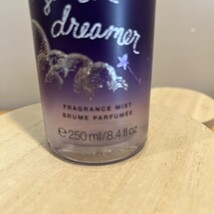 dreamer
FRAGRANCE MIST
BRUME PARFUMÉE
e 250 ml/8.4 fl oz